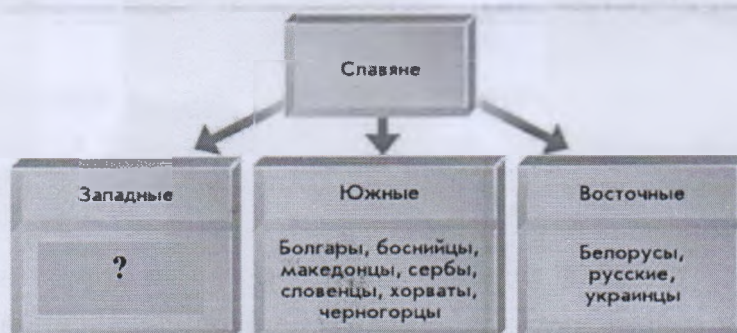 Славяне
Западные
?
Южные
Болгары, боснийцы,
македонцы, сербы,
словенцы, хорваты,
черногорцы
Восточные
Белорусы,
русские,
украинцы